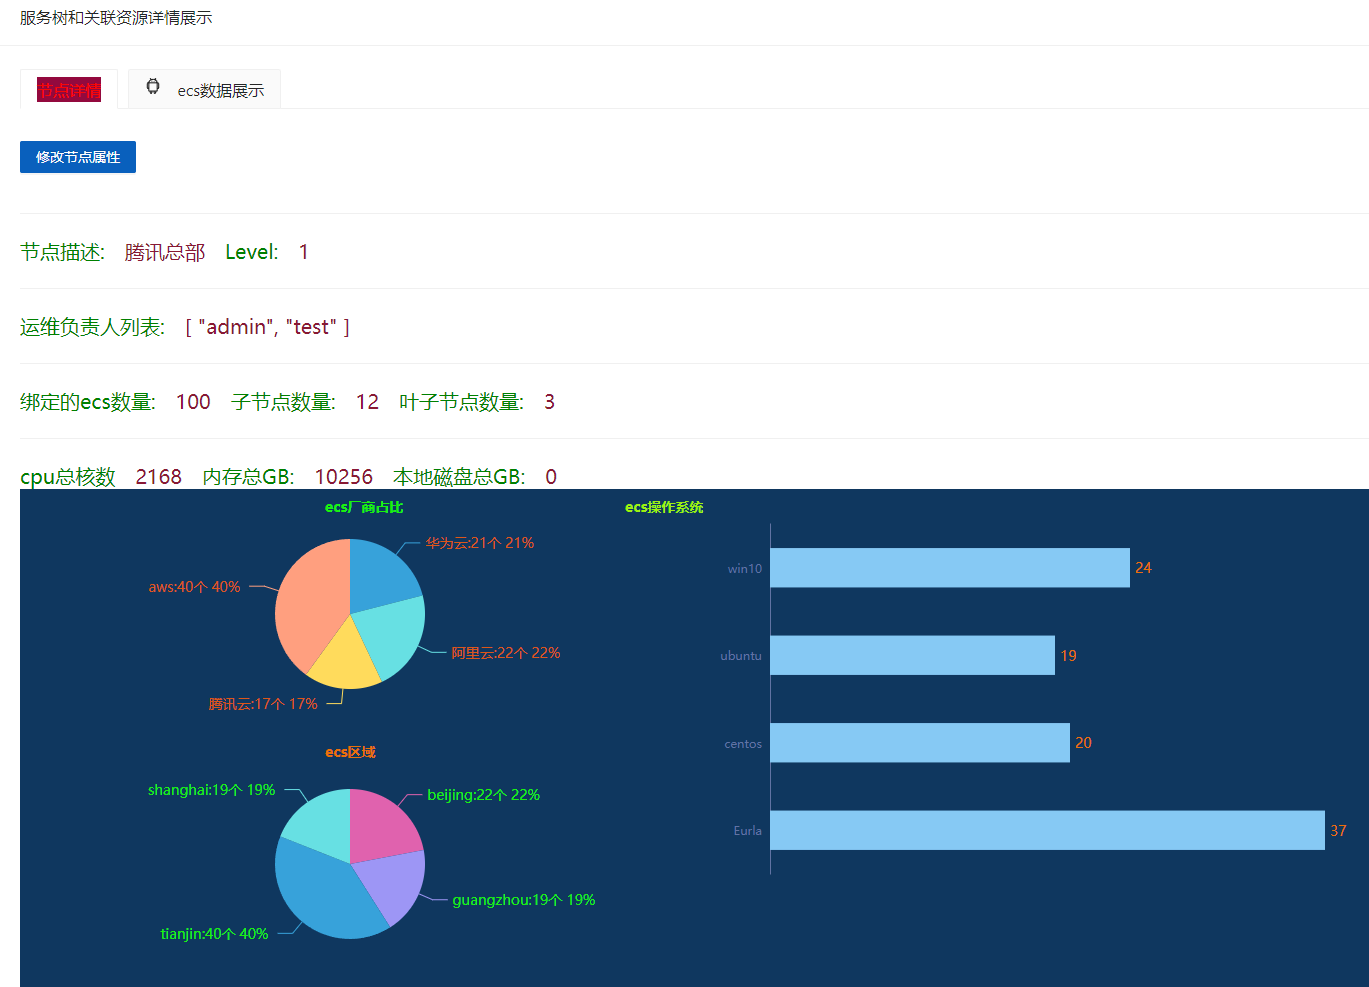 服务树和关联资源详情展示
节点详情 ecs数据展示
修改节点属性
节点描述: 腾讯总部 Level: 1
运维负责人列表: [ "admin", "test" ]
绑定的ecs数量: 100 子节点数量: 12 叶子节点数量: 3
cpu总核数 2168 内存总GB: 10256 本地磁盘总GB: 0
ecs厂商占比
华为云:21个 21%
aws:40个 40%
阿里云:22个 22%
腾讯云:17个 17%
ecs区域
shanghai:19个 19%
beijing:22个 22%
guangzhou:19个 19%
tianjin:40个 40%
ecs操作系统
win10 24
ubuntu 19
centos 20
Eurla 37